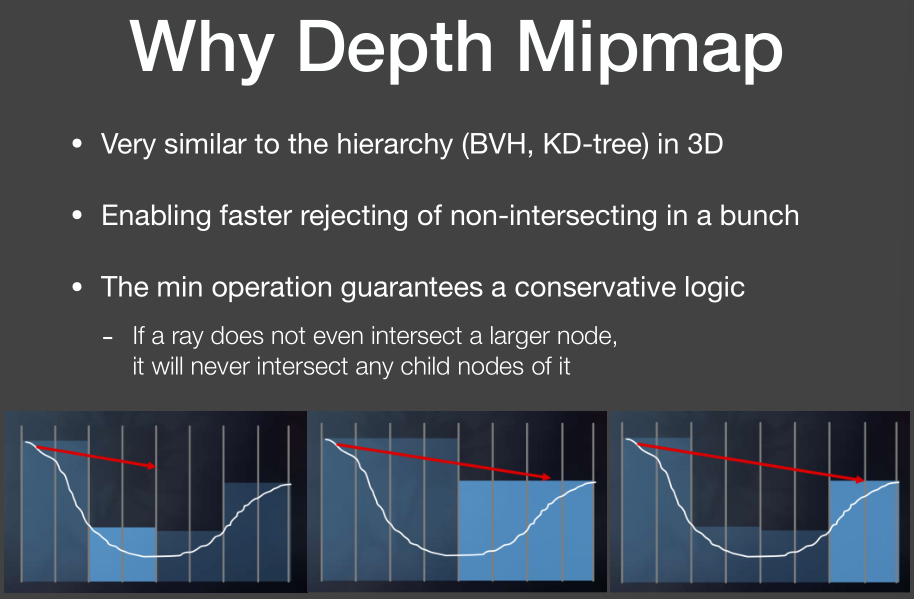 Why Depth Mipmap
• Very similar to the hierarchy (BVH, KD-tree) in 3D
• Enabling faster rejecting of non-intersecting in a bunch
• The min operation guarantees a conservative logic
- If a ray does not even intersect a larger node,
it will never intersect any child nodes of it